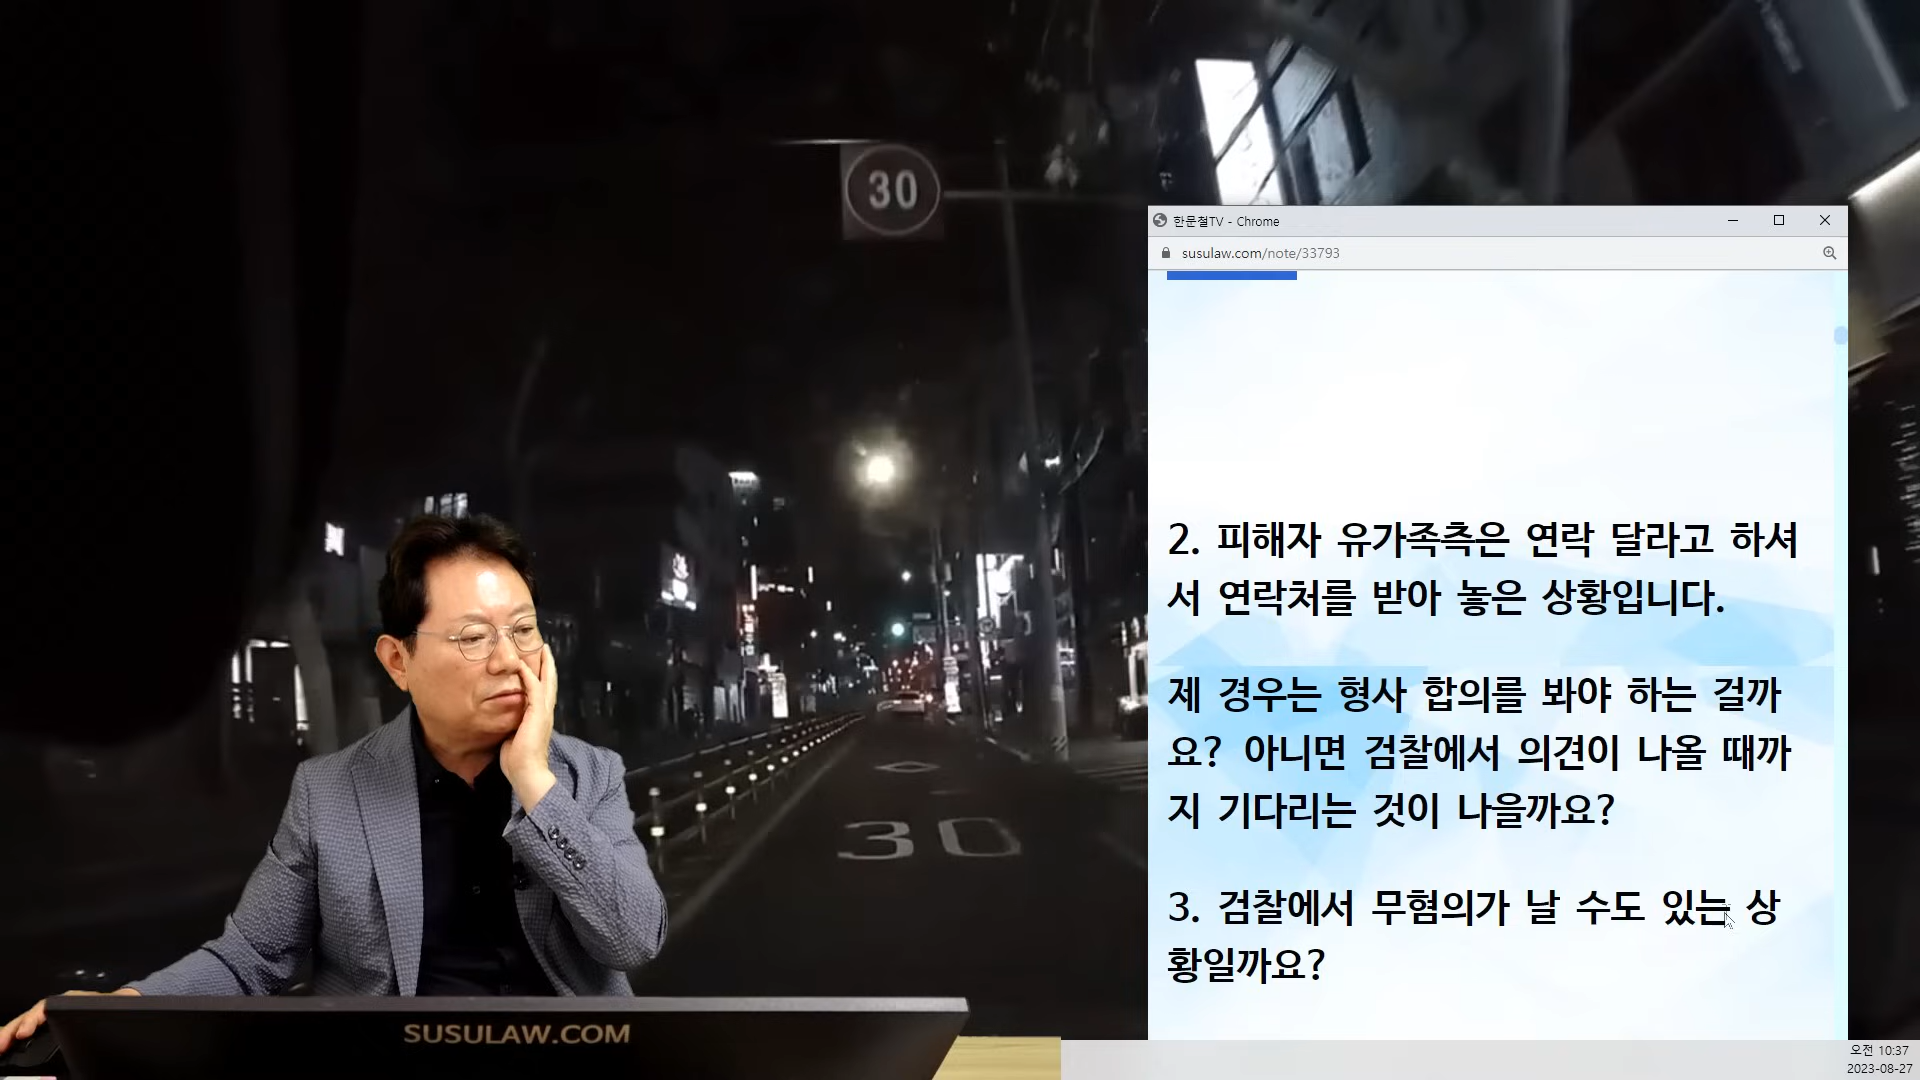 30
한문철TV - Chrome
susulaw.com/note/33793
2. 피해자 유가족측은 연락 달라고 하셔
서 연락처를 받아 놓은 상황입니다.
제 경우는 형사 합의를 봐야 하는 걸까
요? 아니면 검찰에서 의견이 나올 때까
지 기다리는 것이 나을까요?
30
3. 검찰에서 무혐의가 날 수도 있는 상
황일까요?
SUSULAW.COM
오전 10:37
2023-08-27